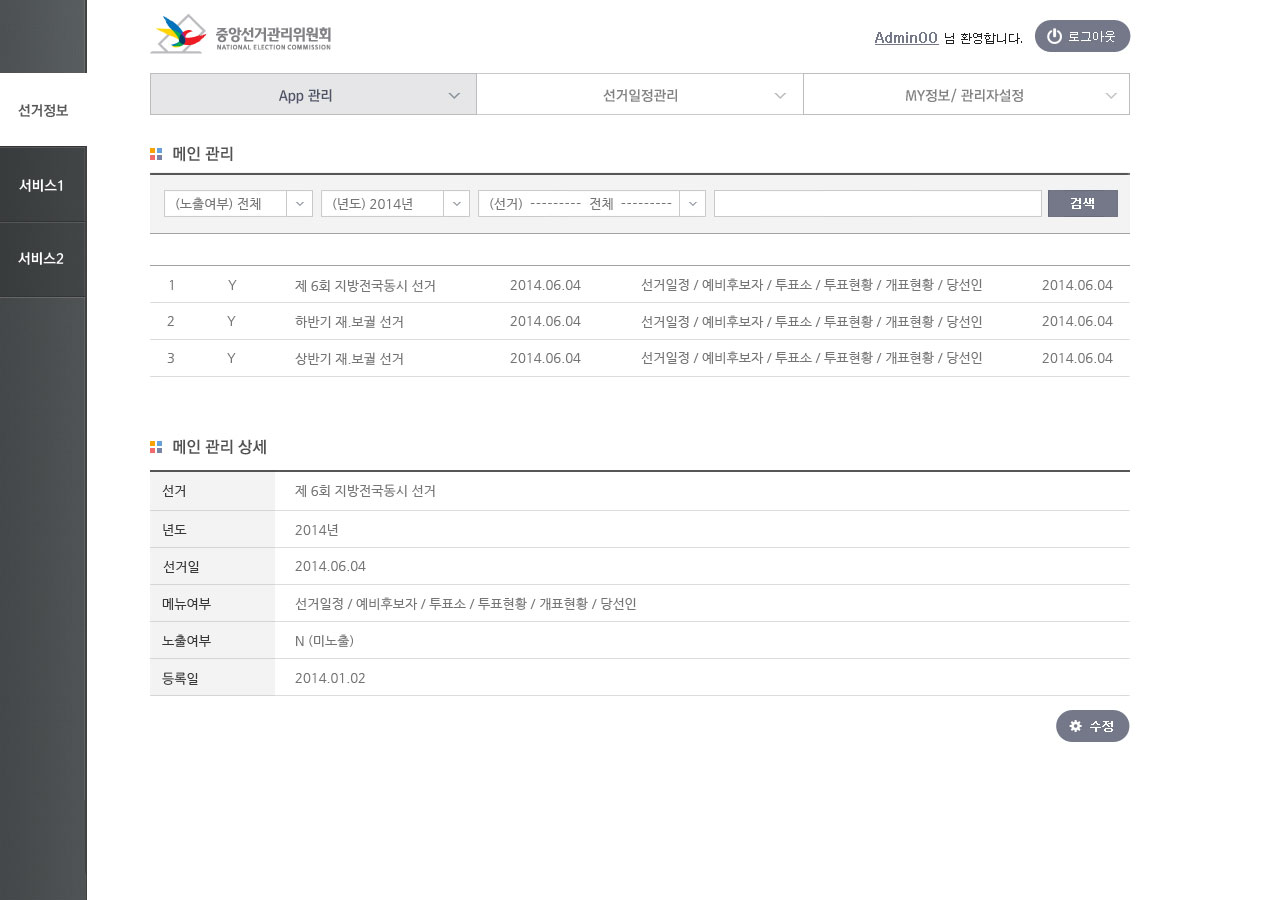 중앙선거관리위원회
NATIONAL ELECTION COMMISSION
Admin00 님 환영합니다.
로그아웃
선거정보
서비스1
서비스2
App 관리
선거일정관리
MY정보/ 관리자설정
메인 관리
(노출여부) 전체
(년도) 2014년
(선거) --------- 전체 ---------
검색
1 Y 제 6회 지방전국동시 선거 2014.06.04 선거일정 / 예비후보자 / 투표소 / 투표현황 / 개표현황 / 당선인 2014.06.04
2 Y 하반기 재.보궐 선거 2014.06.04 선거일정 / 예비후보자 / 투표소 / 투표현황 / 개표현황 / 당선인 2014.06.04
3 Y 상반기 재.보궐 선거 2014.06.04 선거일정 / 예비후보자 / 투표소 / 투표현황 / 개표현황 / 당선인 2014.06.04
메인 관리 상세
선거 제 6회 지방전국동시 선거
년도 2014년
선거일 2014.06.04
메뉴여부 선거일정 / 예비후보자 / 투표소 / 투표현황 / 개표현황 / 당선인
노출여부 N (미노출)
등록일 2014.01.02
수정